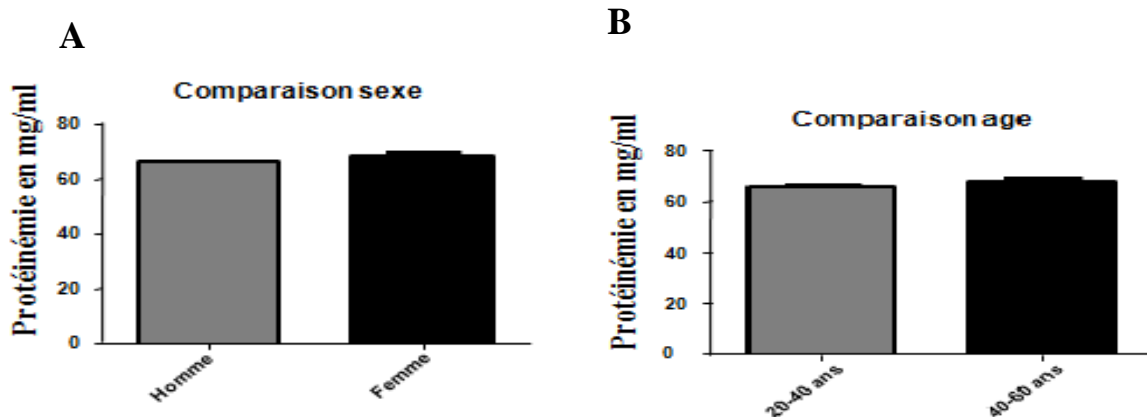 A
Comparaison sexe
Protéinémie en mg/ml
80
60
40
20
0
Homme
Femme
B
Comparaison age
Protéinémie en mg/ml
80
60
40
20
0
20-40 ans
40-60 ans